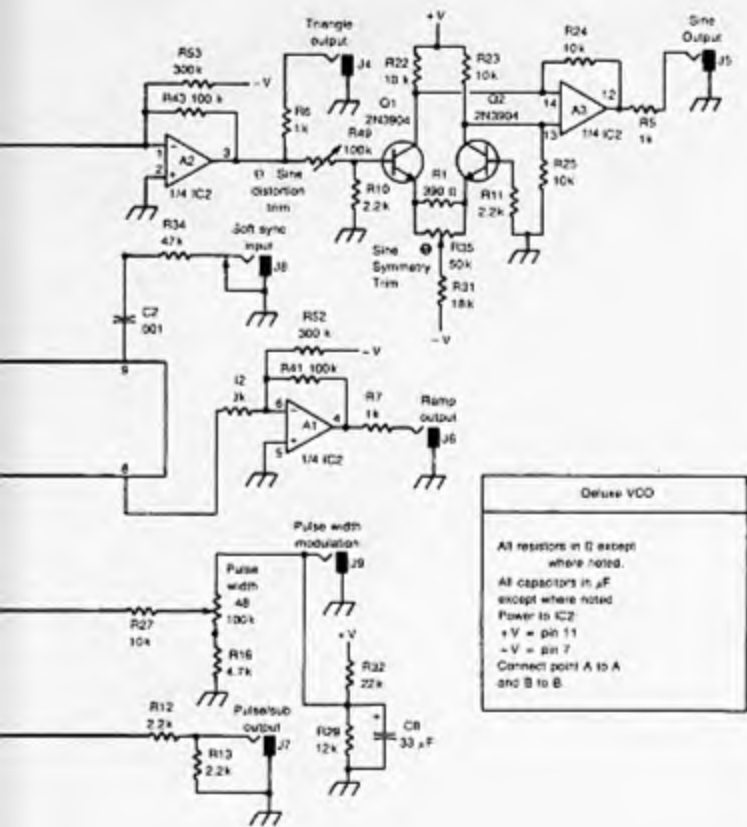 Triangle
output
J4
+V
Sine
Output
J5
R53
300k
-V
R43 100 k
R6
1k
R22
10 k
R23
10k
R24
10k
Q1
2N3904
Q2
2N3904
14
12
A3
13
1/4 IC2
R5
1k
1
2
A2
3
1/4 IC2
R49
100k
Sine
distortion
trim
R10
2.2k
R1
390 Ω
R11
2.2k
R25
10k
Sine
Symmetry
Trim
R35
50k
R31
18k
-V
R34
47k
Soft sync
input
J8
C2
.001
9
R52
300 k
-V
R41 100k
6
5
A1
4
1/4 IC2
R7
1k
Ramp
output
J6
Deluxe VCO
All resistors in Ω except
where noted.
All capacitors in µF
except where noted
Power to IC2:
+V = pin 11
-V = pin 7
Connect point A to A
and B to B.
Pulse width
modulation
J9
Pulse
width
48
100k
R27
10k
R16
4.7k
+V
R32
22k
R29
12k
+
C8
33 µF
R12
2.2k
Pulse/sub
output
J7
R13
2.2k